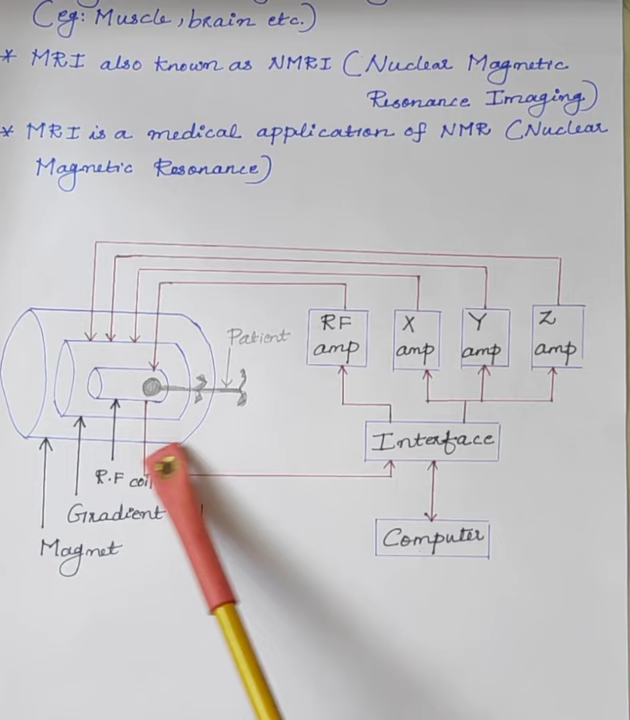 (eg: Muscle, brain etc.)
* MRI also known as NMRI (Nuclear Magnetic
Resonance Imaging)
* MRI is a medical application of NMR (Nuclear
Magnetic Resonance)
RF amp
X amp
Y amp
Z amp
Patient
Interface
R.F coil
Gradient
Magnet
Computer